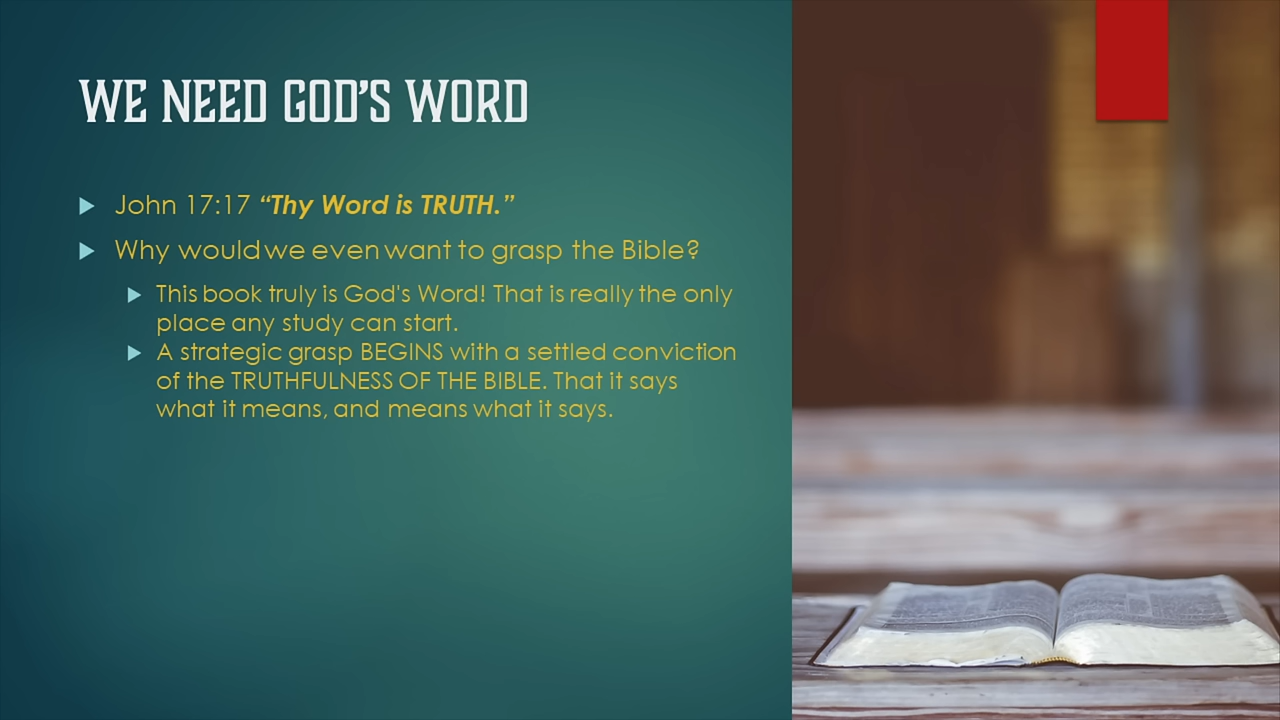 WE NEED GOD'S WORD
John 17:17 “Thy Word is TRUTH.”
Why would we even want to grasp the Bible?
This book truly is God's Word! That is really the only
place any study can start.
A strategic grasp BEGINS with a settled conviction
of the TRUTHFULNESS OF THE BIBLE. That it says
what it means, and means what it says.